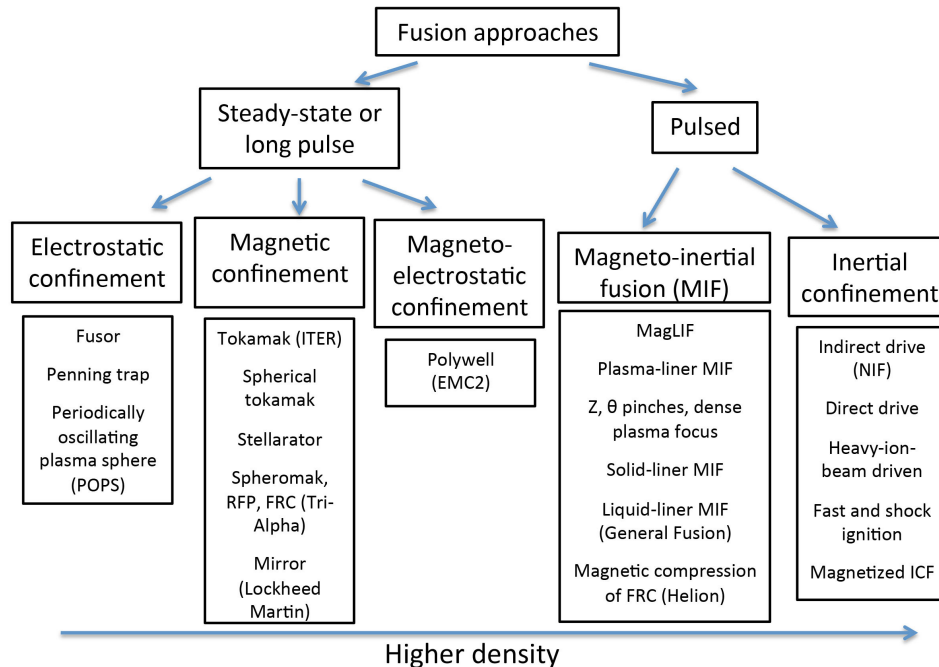 Fusion approaches
Steady-state or
long pulse
Pulsed
Electrostatic
confinement
Magnetic
confinement
Magneto-
electrostatic
confinement
Magneto-inertial
fusion (MIF)
Inertial
confinement
Fusor
Penning trap
Periodically
oscillating
plasma sphere
(POPS)
Tokamak (ITER)
Spherical
tokamak
Stellarator
Spheromak,
RFP, FRC (Tri-
Alpha)
Mirror
(Lockheed
Martin)
Polywell
(EMC2)
MagLIF
Plasma-liner MIF
Z, θ pinches, dense
plasma focus
Solid-liner MIF
Liquid-liner MIF
(General Fusion)
Magnetic compression
of FRC (Helion)
Indirect drive
(NIF)
Direct drive
Heavy-ion-
beam driven
Fast and shock
ignition
Magnetized ICF
Higher density